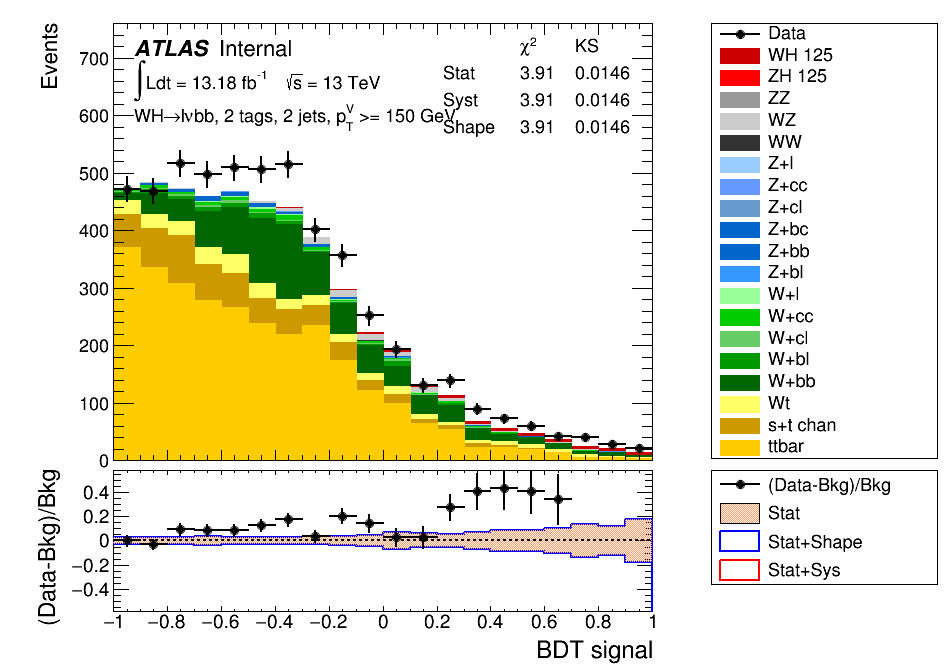 Events
700
600
500
400
300
200
100
0
ATLAS Internal
∫Ldt = 13.18 fb⁻¹ √s = 13 TeV
WH→lνbb, 2 tags, 2 jets, p_T^V >= 150 GeV
χ² KS
Stat 3.91 0.0146
Syst 3.91 0.0146
Shape 3.91 0.0146
Data
WH 125
ZH 125
ZZ
WZ
WW
Z+l
Z+cc
Z+cl
Z+bc
Z+bb
Z+bl
W+l
W+cc
W+cl
W+bl
W+bb
Wt
s+t chan
ttbar
(Data-Bkg)/Bkg
0.4
0.2
0
−0.2
−0.4
−1 −0.8 −0.6 −0.4 −0.2 0 0.2 0.4 0.6 0.8 1
BDT signal
(Data-Bkg)/Bkg
Stat
Stat+Shape
Stat+Sys